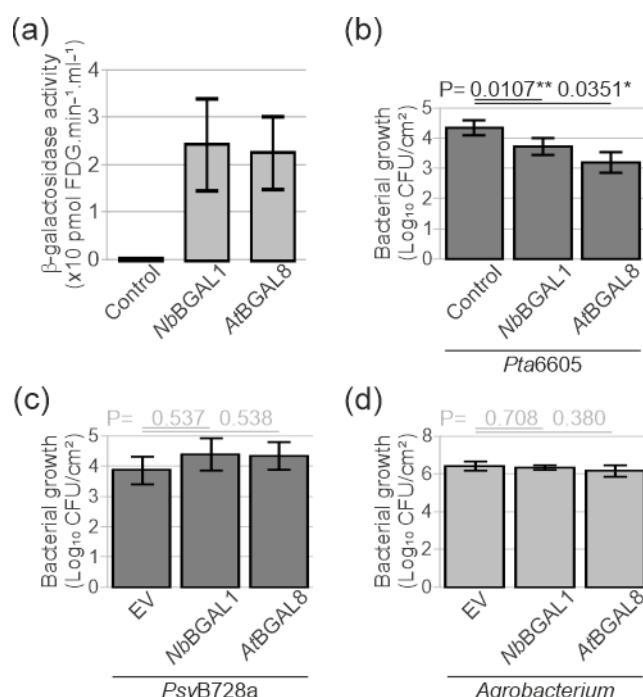 (a)
β-galactosidase activity
(x10 pmol FDG.min⁻¹.ml⁻¹)
4
3
2
1
0
Control
NbBGAL1
AtBGAL8
(b)
P= 0.0107** 0.0351*
Bacterial growth
(Log₁₀ CFU/cm²)
5
4
3
2
1
0
Control
NbBGAL1
AtBGAL8
Pta6605
(c)
P= 0.537 0.538
Bacterial growth
(Log₁₀ CFU/cm²)
5
4
3
2
1
0
EV
NbBGAL1
AtBGAL8
PsyB728a
(d)
P= 0.708 0.380
Bacterial growth
(Log₁₀ CFU/cm²)
8
6
4
2
0
EV
NbBGAL1
AtBGAL8
Agrobacterium